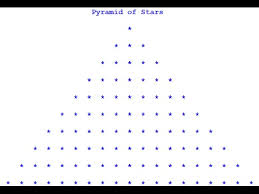 Pyramid of Stars
*
* * *
* * * * *
* * * * * * *
* * * * * * * * *
* * * * * * * * * * *
* * * * * * * * * * * * *
* * * * * * * * * * * * * * *
* * * * * * * * * * * * * * * * *
* * * * * * * * * * * * * * * * * * *